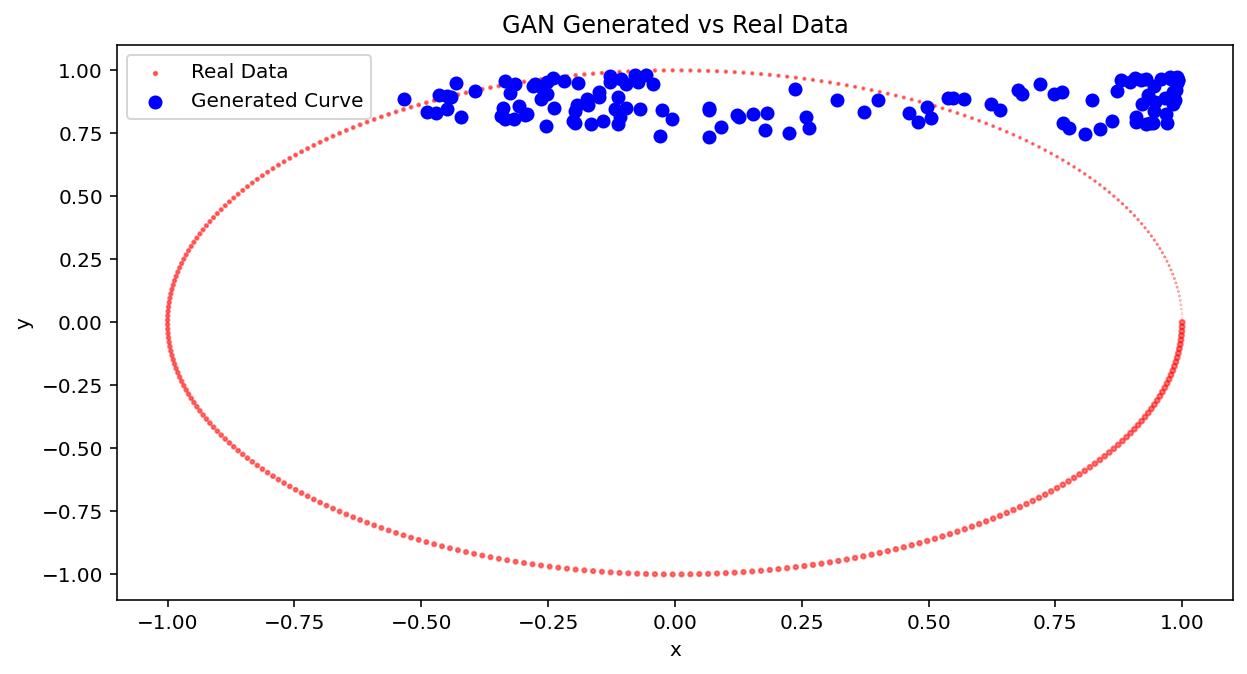 GAN Generated vs Real Data
Real Data
Generated Curve
1.00
0.75
0.50
0.25
0.00
−0.25
−0.50
−0.75
−1.00
y
−1.00 −0.75 −0.50 −0.25 0.00 0.25 0.50 0.75 1.00
x